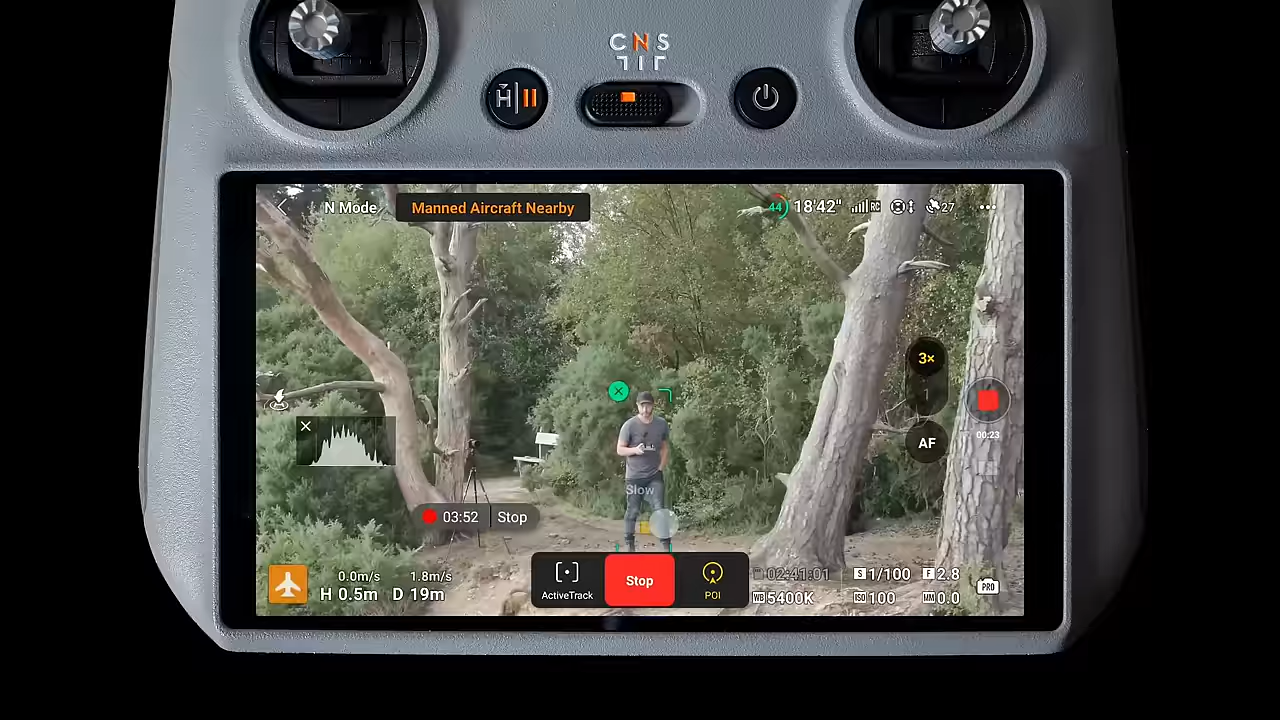 CNS
H
N Mode
Manned Aircraft Nearby
44
18'42"
RC
27
3×
1
AF
00:23
Slow
03:52
Stop
0.0m/s
1.8m/s
H 0.5m
D 19m
ActiveTrack
Stop
POI
02:41:01
S 1/100
F 2.8
WB 5400K
ISO 100
MM 0.0
PRO